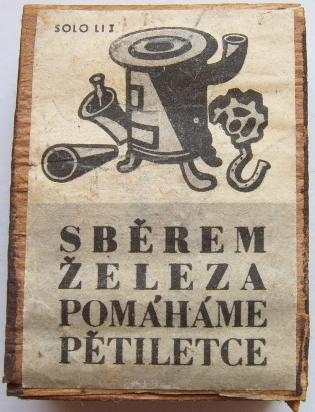 SOLO LIZ
SBĚREM
ŽELEZA
POMÁHÁME
PĚTILETCE